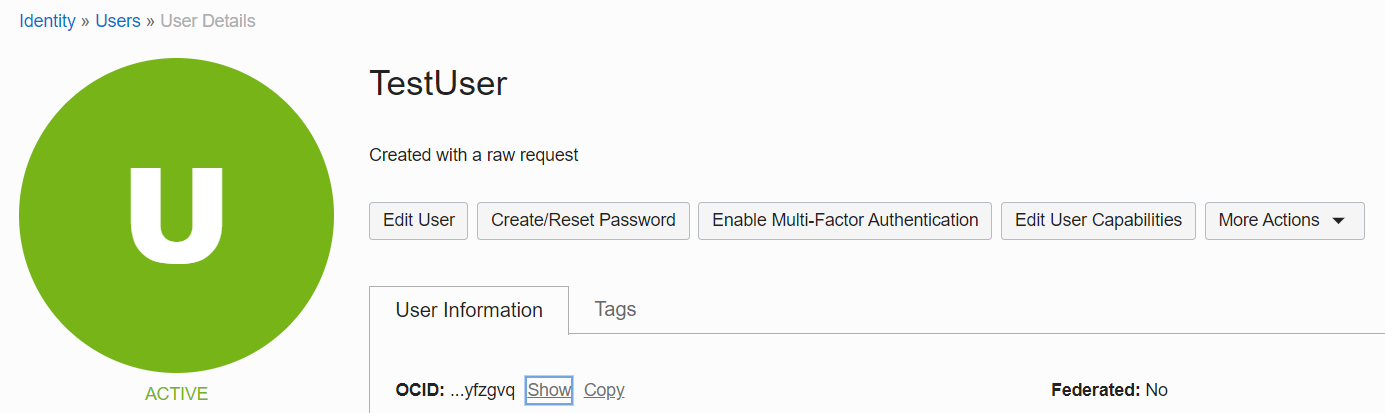 Identity » Users » User Details
U
ACTIVE
TestUser
Created with a raw request
Edit User Create/Reset Password Enable Multi-Factor Authentication Edit User Capabilities More Actions
User Information Tags
OCID: ...yfzgvq Show Copy Federated: No